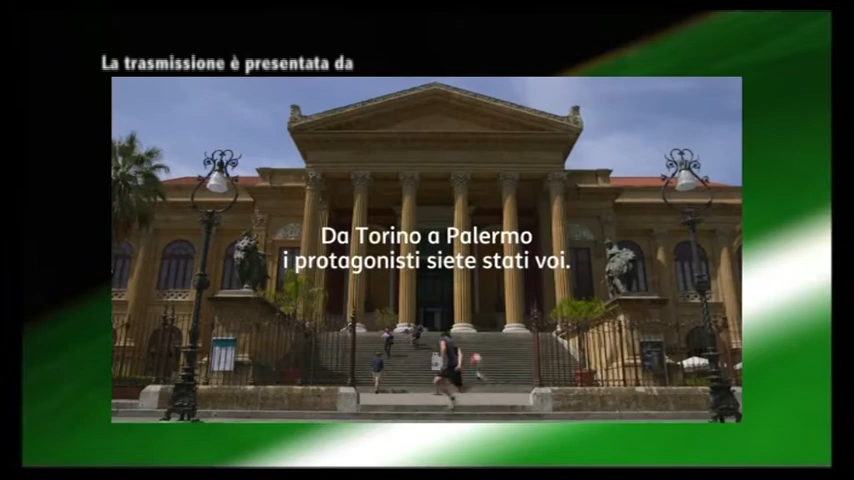 La trasmissione è presentata da
Da Torino a Palermo
i protagonisti siete stati voi.